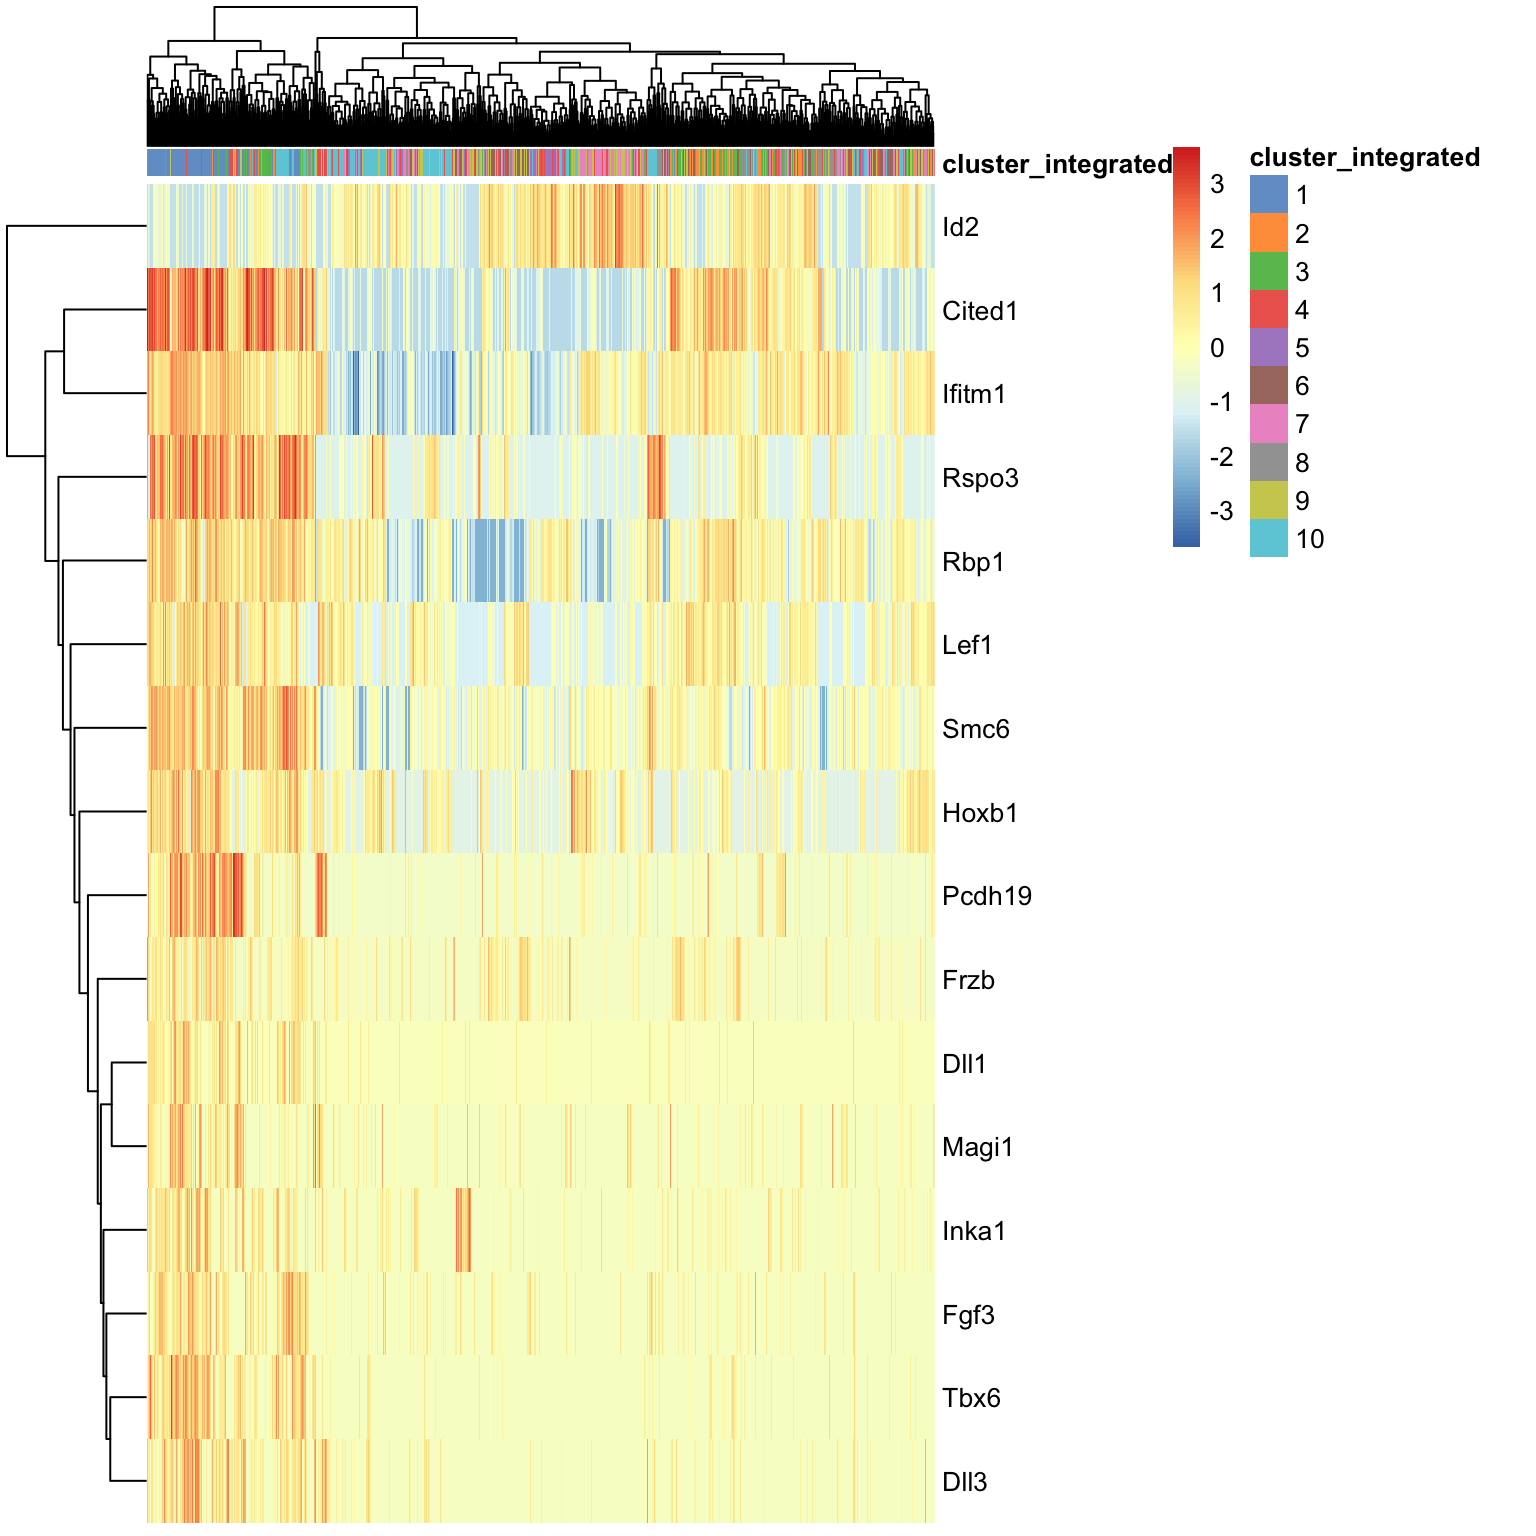 cluster_integrated
Id2
Cited1
Ifitm1
Rspo3
Rbp1
Lef1
Smc6
Hoxb1
Pcdh19
Frzb
Dll1
Magi1
Inka1
Fgf3
Tbx6
Dll3
3
2
1
0
-1
-2
-3
cluster_integrated
1
2
3
4
5
6
7
8
9
10